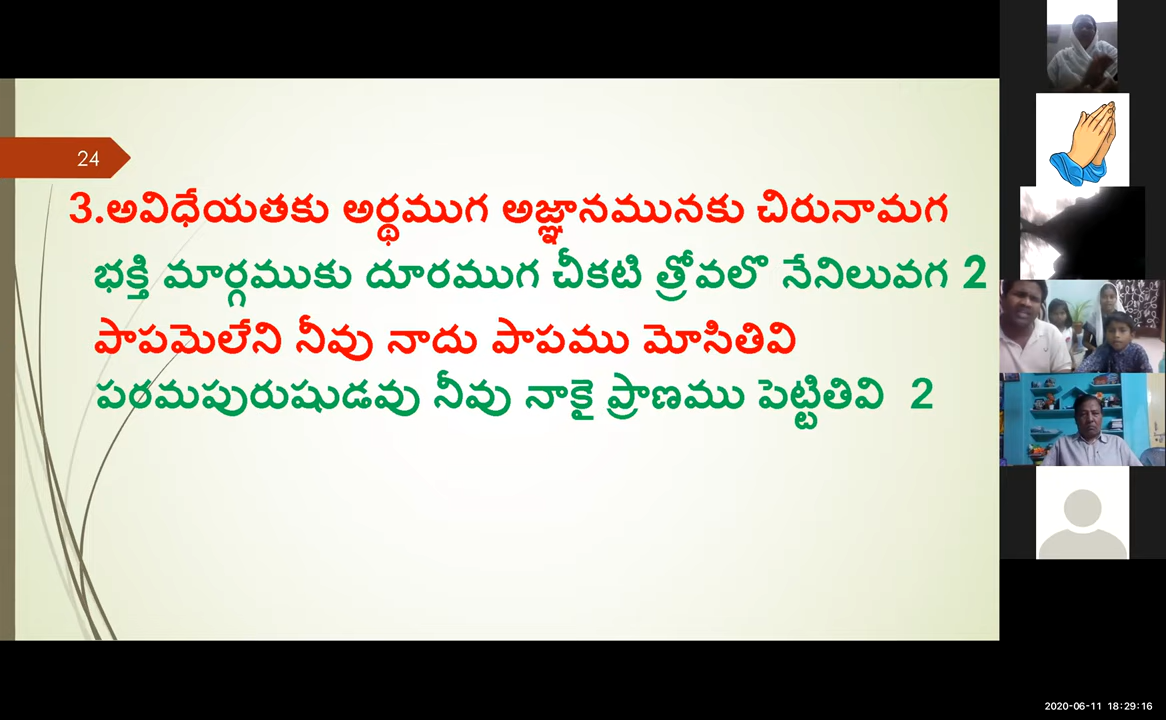 24
3.అవిధేయతకు అర్థముగ అజ్ఞానమునకు చిరునామగ
భక్తి మార్గముకు దూరముగ చీకటి త్రోవలొ నేనిలువగ 2
పాపమెలేని నీవు నాదు పాపము మోసితివి
పరమపురుషుడవు నీవు నాకై ప్రాణము పెట్టితివి 2
2020-06-11 18:29:16